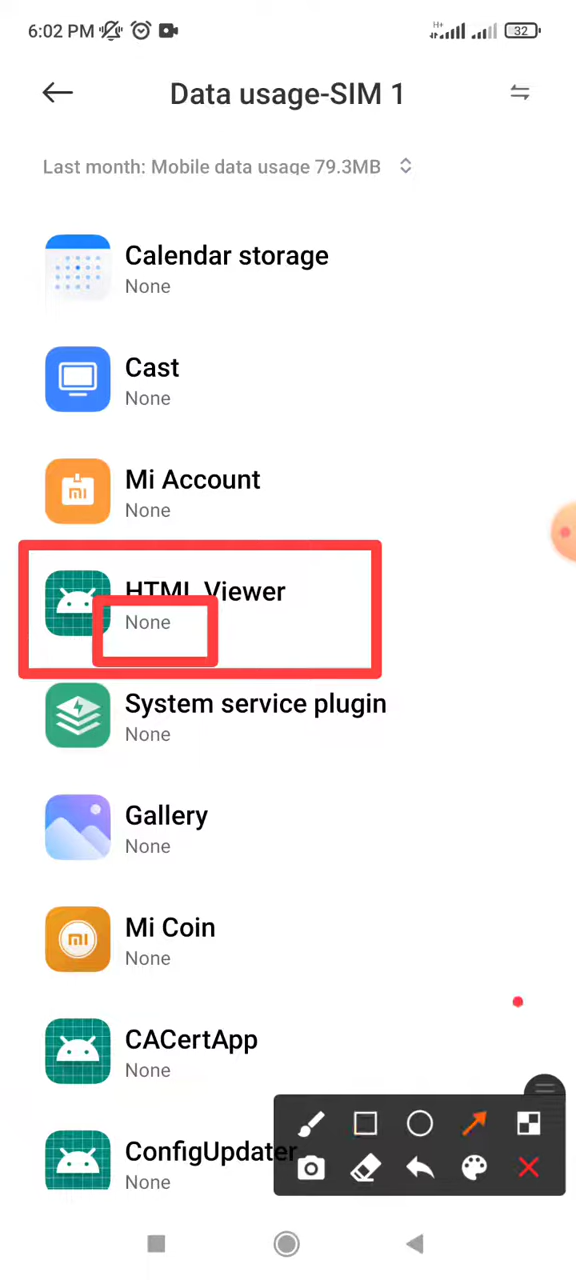 6:02 PM
H+
32
Data usage-SIM 1
Last month: Mobile data usage 79.3MB
Calendar storage
None
Cast
None
Mi Account
None
HTML Viewer
None
System service plugin
None
Gallery
None
Mi Coin
None
CACertApp
None
ConfigUpdater
None